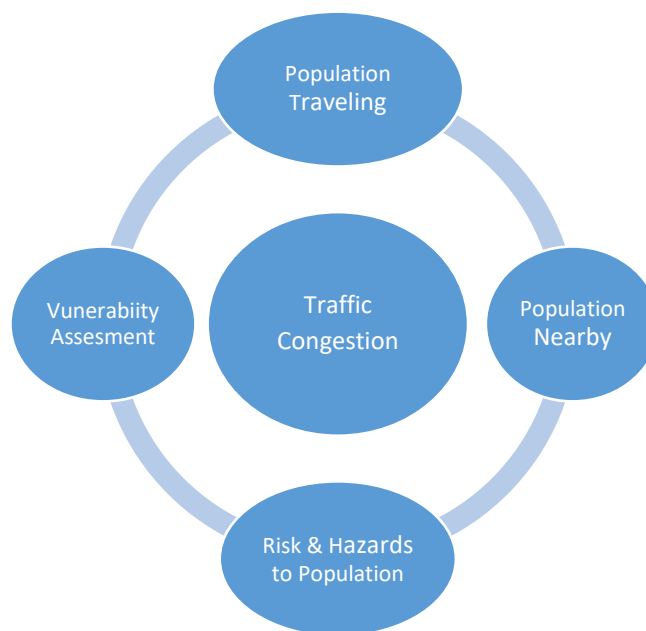 Population
Traveling
Vunerabiity
Assesment
Traffic
Congestion
Population
Nearby
Risk & Hazards
to Population